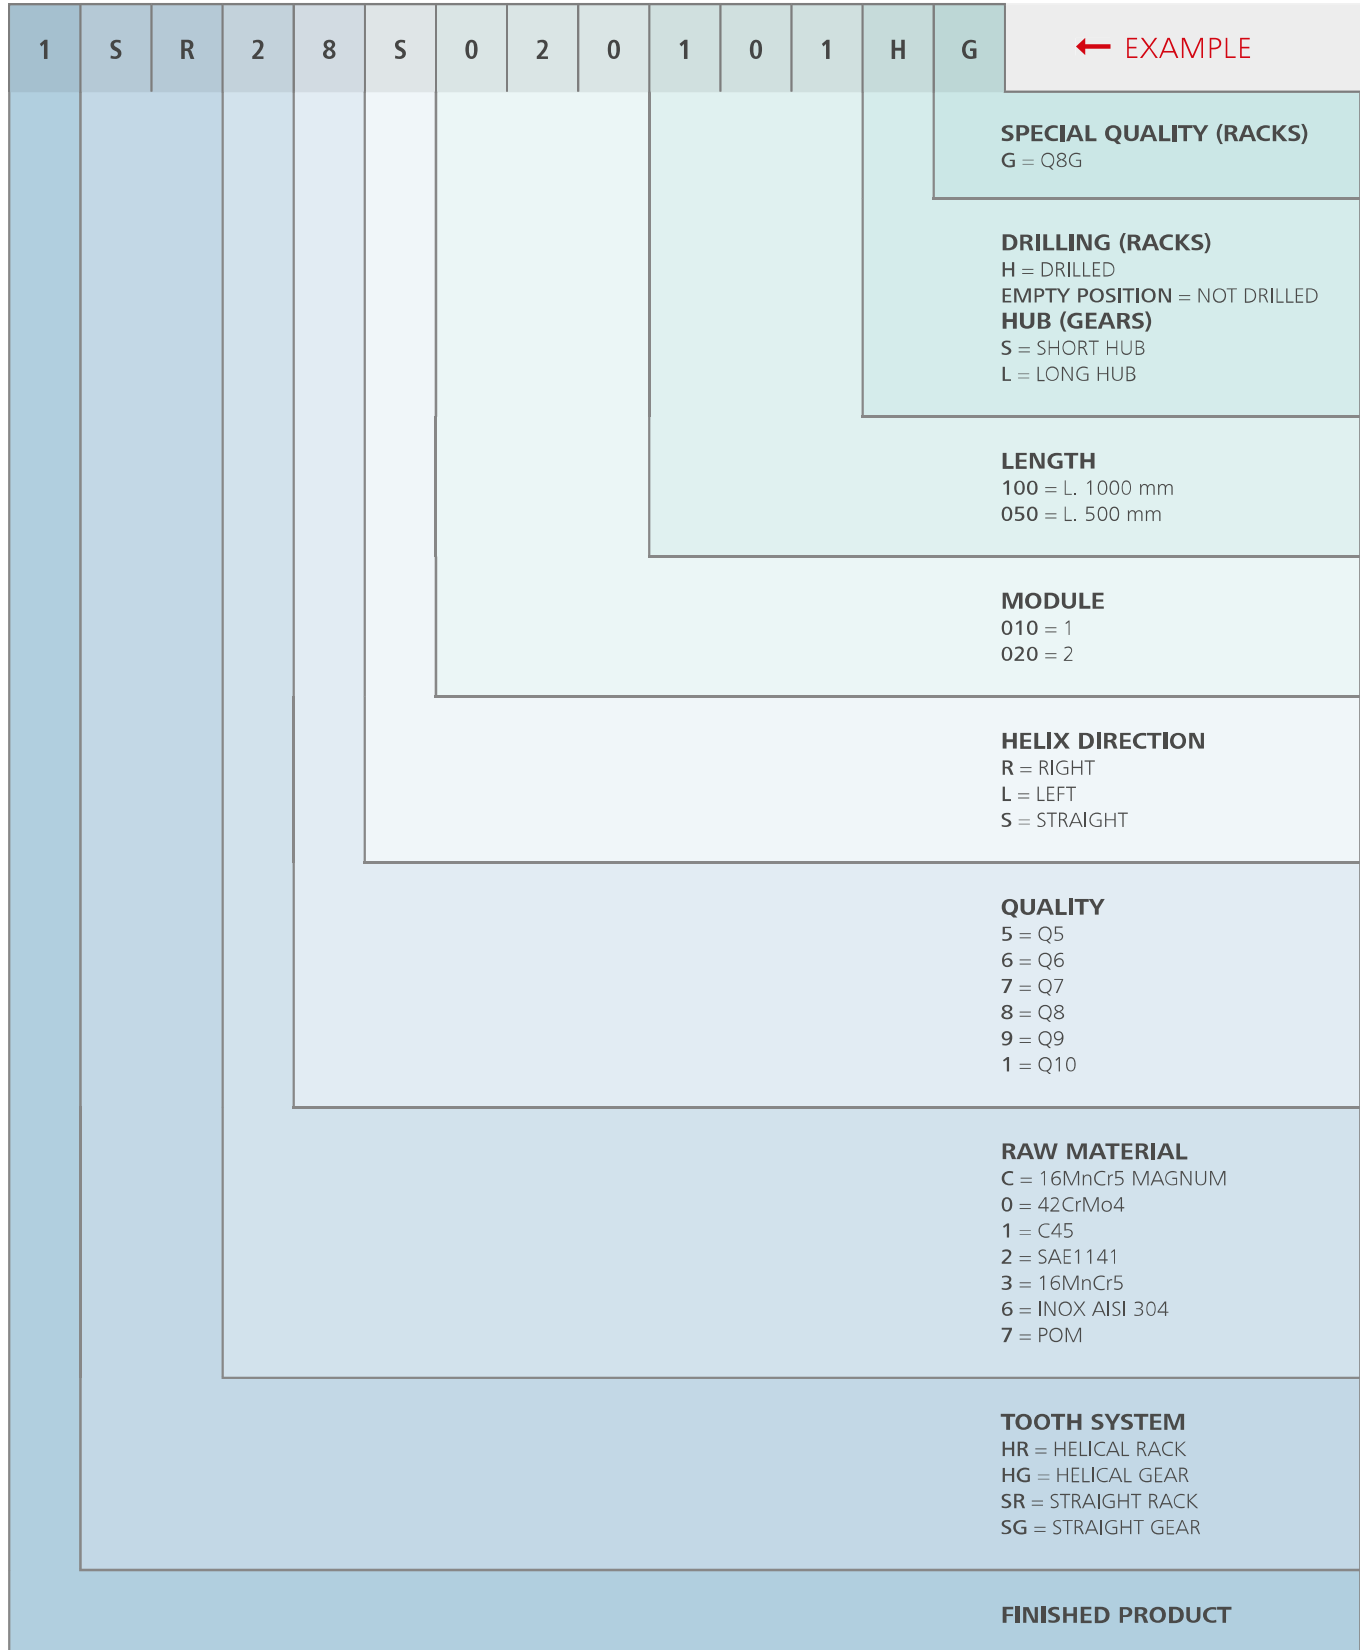 1 S R 2 8 S 0 2 0 1 0 1 H G ← EXAMPLE
SPECIAL QUALITY (RACKS)
G = Q8G
DRILLING (RACKS)
H = DRILLED
EMPTY POSITION = NOT DRILLED
HUB (GEARS)
S = SHORT HUB
L = LONG HUB
LENGTH
100 = L. 1000 mm
050 = L. 500 mm
MODULE
010 = 1
020 = 2
HELIX DIRECTION
R = RIGHT
L = LEFT
S = STRAIGHT
QUALITY
5 = Q5
6 = Q6
7 = Q7
8 = Q8
9 = Q9
1 = Q10
RAW MATERIAL
C = 16MnCr5 MAGNUM
0 = 42CrMo4
1 = C45
2 = SAE1141
3 = 16MnCr5
6 = INOX AISI 304
7 = POM
TOOTH SYSTEM
HR = HELICAL RACK
HG = HELICAL GEAR
SR = STRAIGHT RACK
SG = STRAIGHT GEAR
FINISHED PRODUCT